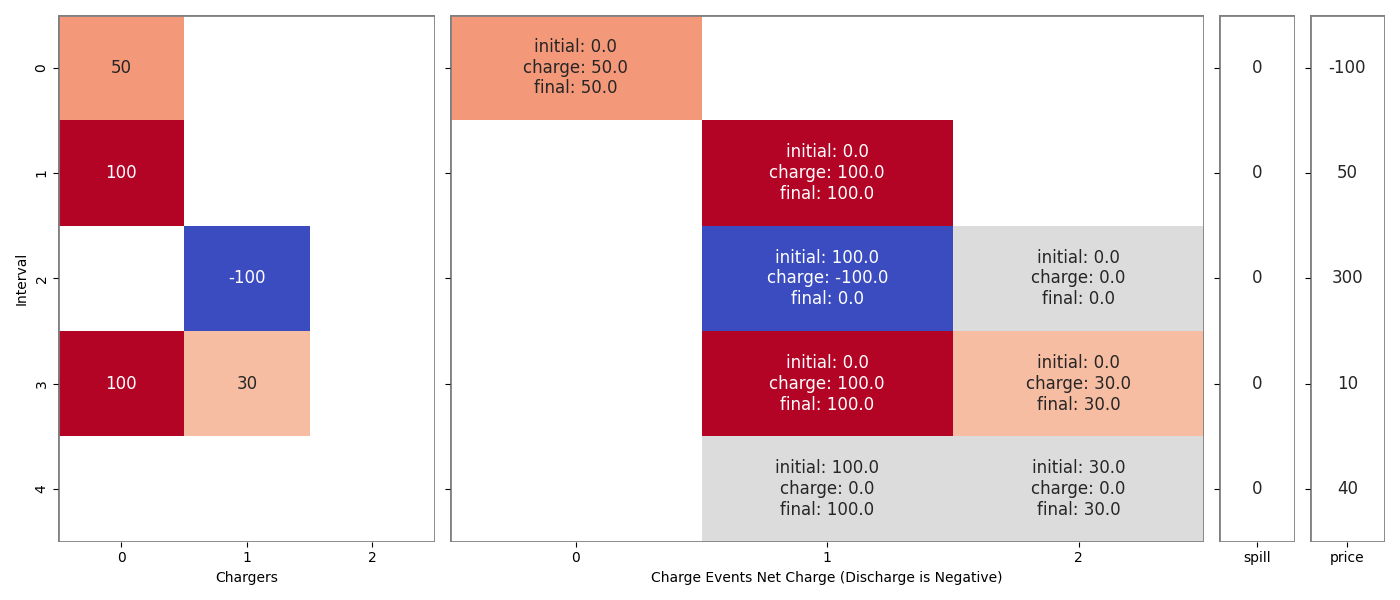 0
50
initial: 0.0
charge: 50.0
final: 50.0
0
-100
1
100
initial: 0.0
charge: 100.0
final: 100.0
0
50
Interval
2
-100
initial: 100.0
charge: -100.0
final: 0.0
initial: 0.0
charge: 0.0
final: 0.0
0
300
3
100
30
initial: 0.0
charge: 100.0
final: 100.0
initial: 0.0
charge: 30.0
final: 30.0
0
10
4
initial: 100.0
charge: 0.0
final: 100.0
initial: 30.0
charge: 0.0
final: 30.0
0
40
0 1 2
Chargers
0 1 2
Charge Events Net Charge (Discharge is Negative)
spill
price